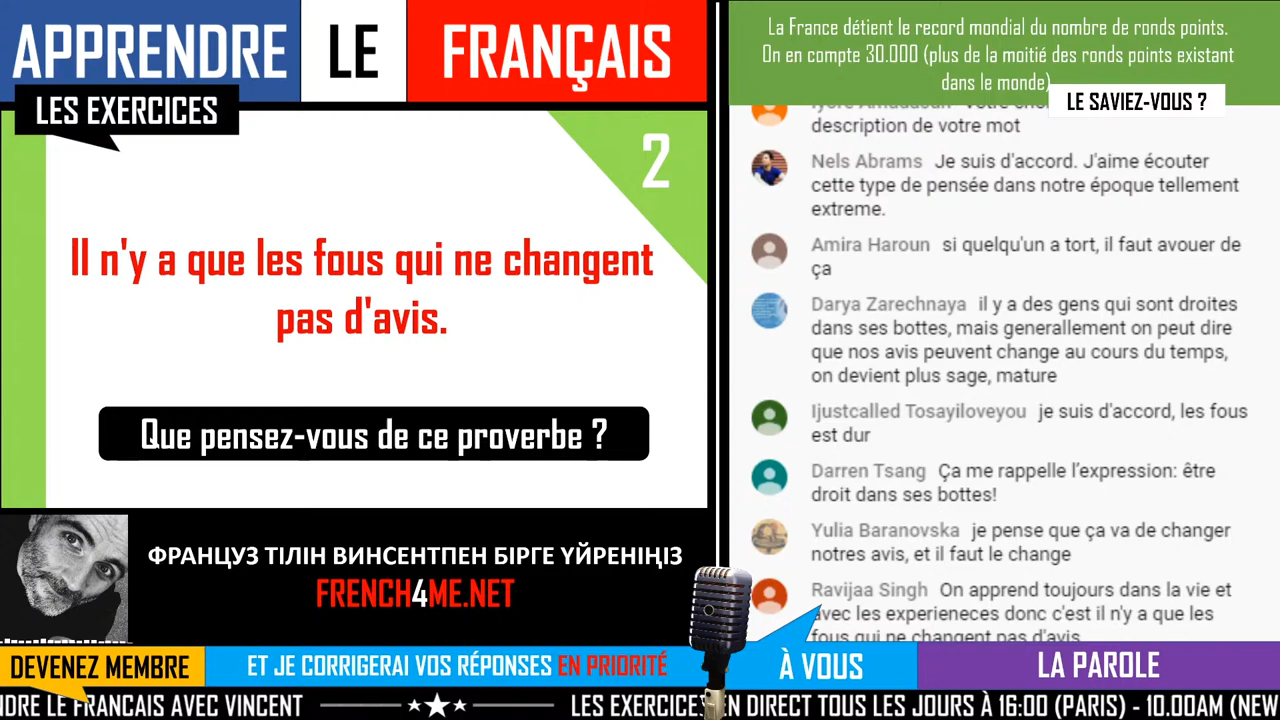 APPRENDRE LE FRANÇAIS
LES EXERCICES
2
Il n'y a que les fous qui ne changent
pas d'avis.
Que pensez-vous de ce proverbe ?
ФРАНЦУЗ ТІЛІН ВИНСЕНТПЕН БІРГЕ ҮЙРЕНІҢІЗ
FRENCH4ME.NET
La France détient le record mondial du nombre de ronds points.
On en compte 30.000 (plus de la moitié des ronds points existant
dans le monde)
LE SAVIEZ-VOUS ?
description de votre mot
Nels Abrams Je suis d'accord. J'aime écouter
cette type de pensée dans notre époque tellement
extreme.
Amira Haroun si quelqu'un a tort, il faut avouer de
ça
Darya Zarechnaya il y a des gens qui sont droites
dans ses bottes, mais generallement on peut dire
que nos avis peuvent change au cours du temps,
on devient plus sage, mature
Ijustcalled Tosayiloveyou je suis d'accord, les fous
est dur
Darren Tsang Ça me rappelle l'expression: être
droit dans ses bottes!
Yulia Baranovska je pense que ça va de changer
notres avis, et il faut le change
Ravijaa Singh On apprend toujours dans la vie et
avec les experieneces donc c'est il n'y a que les
fous qui ne changent pas d'avis
DEVENEZ MEMBRE
ET JE CORRIGERAI VOS RÉPONSES EN PRIORITÉ
À VOUS
LA PAROLE
NDRE LE FRANCAIS AVEC VINCENT
LES EXERCICES EN DIRECT TOUS LES JOURS À 16:00 (PARIS) - 10.00AM (NEW